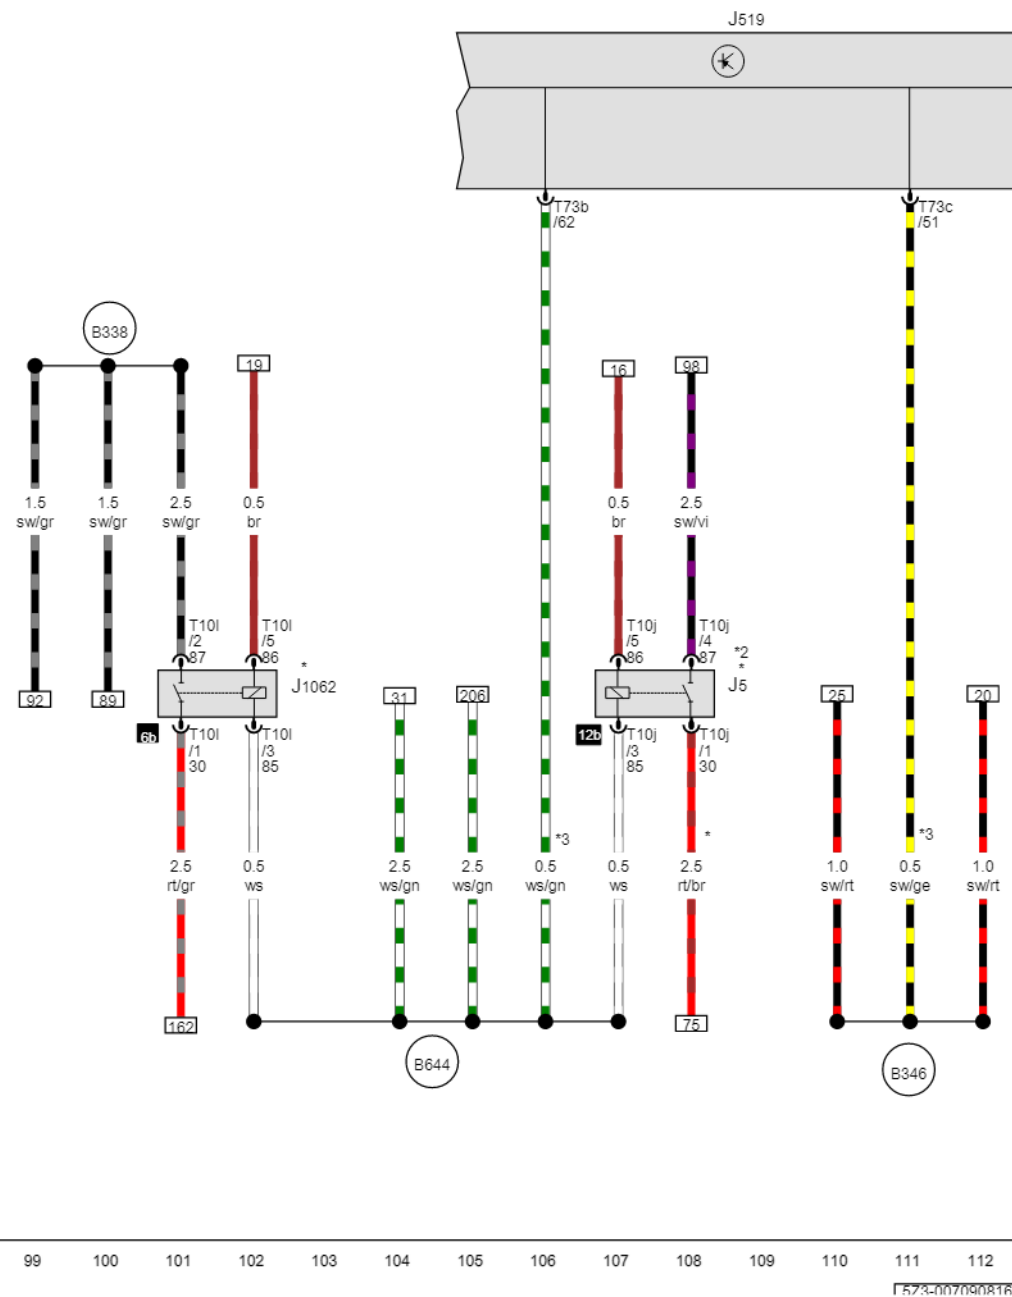 J519
T73b
/62
T73c
/51
B338
19
16
98
1.5
sw/gr
1.5
sw/gr
2.5
sw/gr
0.5
br
0.5
br
2.5
sw/vi
T10l
/2
87
T10l
/5
86
*
J1062
T10j
/5
86
T10j
/4
87
*2
*
J5
92
89
31
206
25
20
6b
T10l
/1
30
T10l
/3
85
12b
T10j
/3
85
T10j
/1
30
*3
*
*3
2.5
rt/gr
0.5
ws
2.5
ws/gn
2.5
ws/gn
0.5
ws/gn
0.5
ws
2.5
rt/br
1.0
sw/rt
0.5
sw/ge
1.0
sw/rt
162
75
B644
B346
99 100 101 102 103 104 105 106 107 108 109 110 111 112
573-007090816